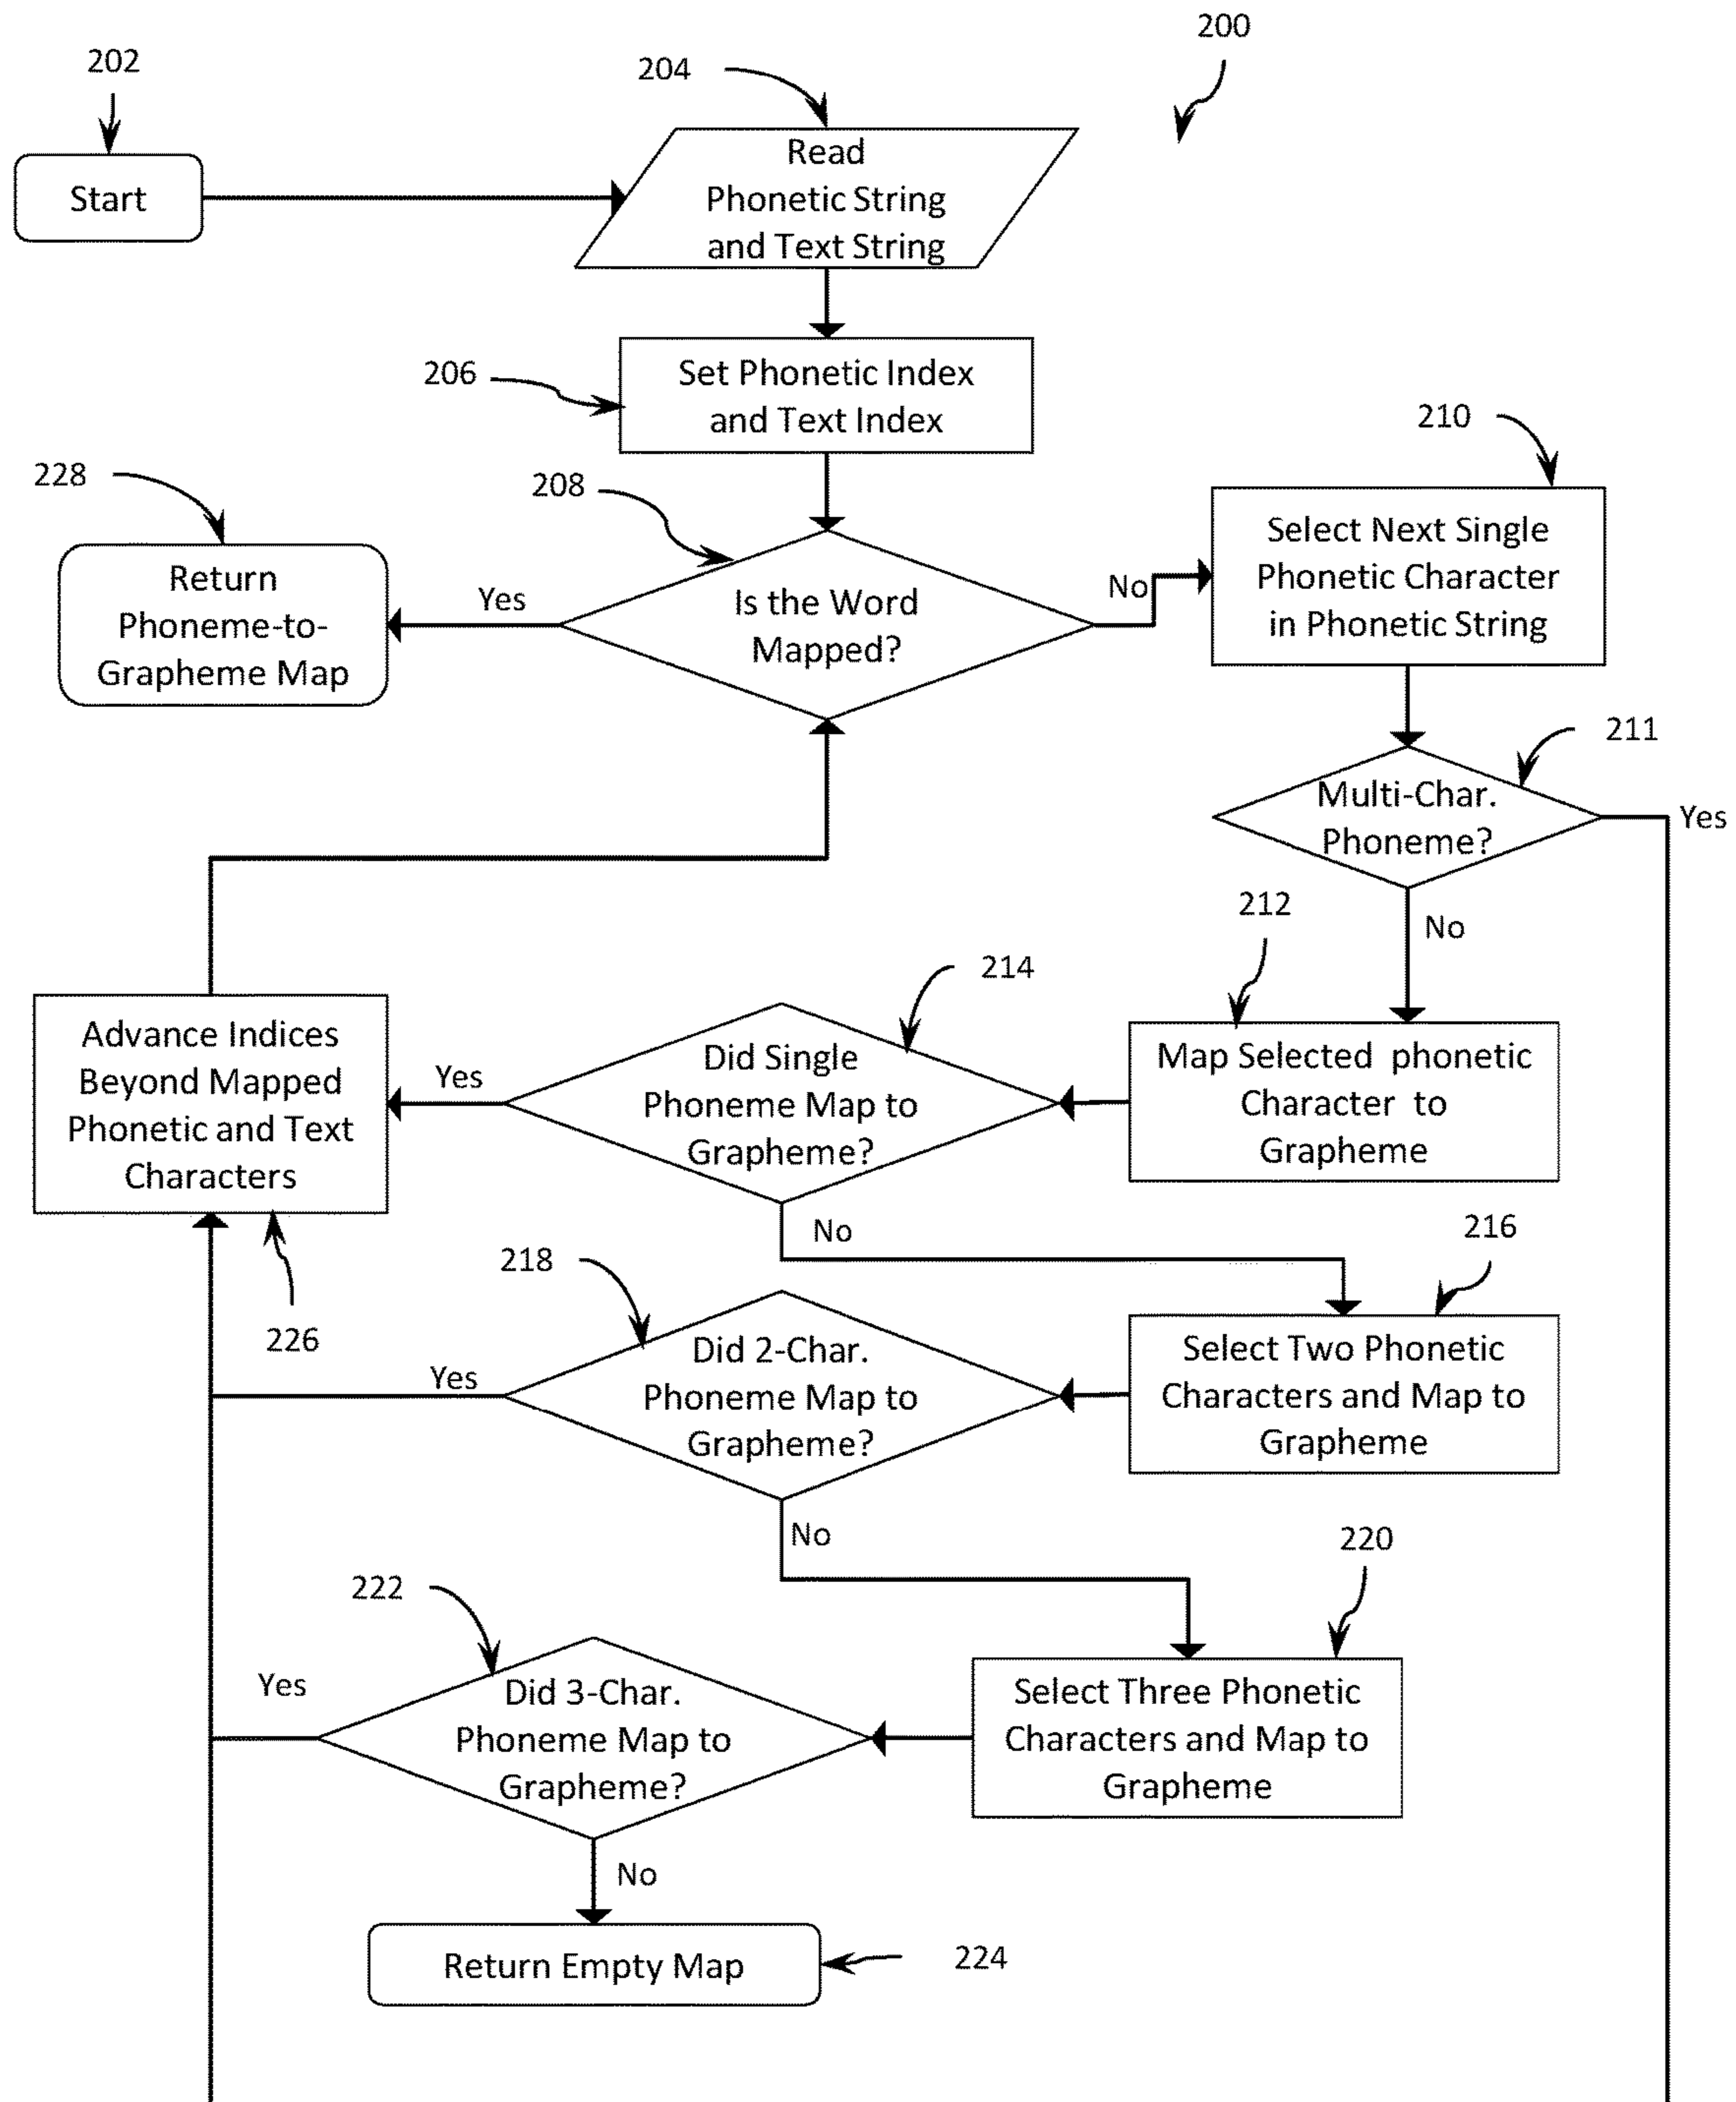 200
202
204
Start
Read
Phonetic String
and Text String
206
Set Phonetic Index
and Text Index
210
228
208
Select Next Single
Phonetic Character
in Phonetic String
Return
Phoneme-to-
Grapheme Map
Yes
Is the Word
Mapped?
No
211
Multi-Char.
Phoneme?
Yes
212
No
214
Advance Indices
Beyond Mapped
Phonetic and Text
Characters
Yes
Did Single
Phoneme Map to
Grapheme?
Map Selected phonetic
Character to
Grapheme
No
216
218
226
Yes
Did 2-Char.
Phoneme Map to
Grapheme?
Select Two Phonetic
Characters and Map to
Grapheme
No
220
222
Yes
Did 3-Char.
Phoneme Map to
Grapheme?
Select Three Phonetic
Characters and Map to
Grapheme
No
Return Empty Map
224